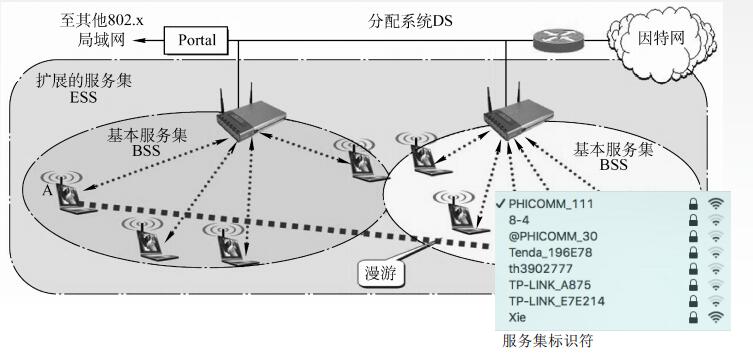 至其他802.x
局域网
Portal
分配系统DS
因特网
扩展的服务集
ESS
基本服务集
BSS
基本服务集
BSS
A
漫游
✓ PHICOMM_111
8-4
@PHICOMM_30
Tenda_196E78
th3902777
TP-LINK_A875
TP-LINK_E7E214
Xie
服务集标识符